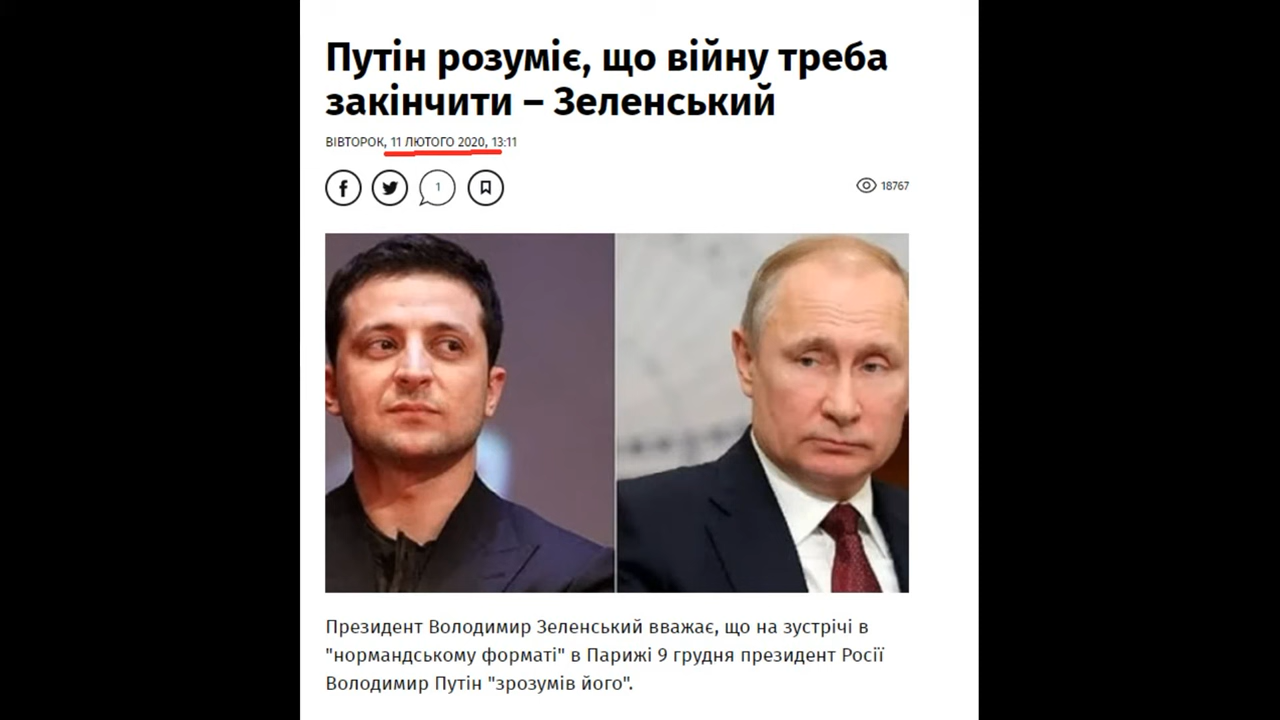 Путін розуміє, що війну треба
закінчити – Зеленський
ВІВТОРОК, 11 ЛЮТОГО 2020, 13:11
1
18767
Президент Володимир Зеленський вважає, що на зустрічі в
"нормандському форматі" в Парижі 9 грудня президент Росії
Володимир Путін "зрозумів його".